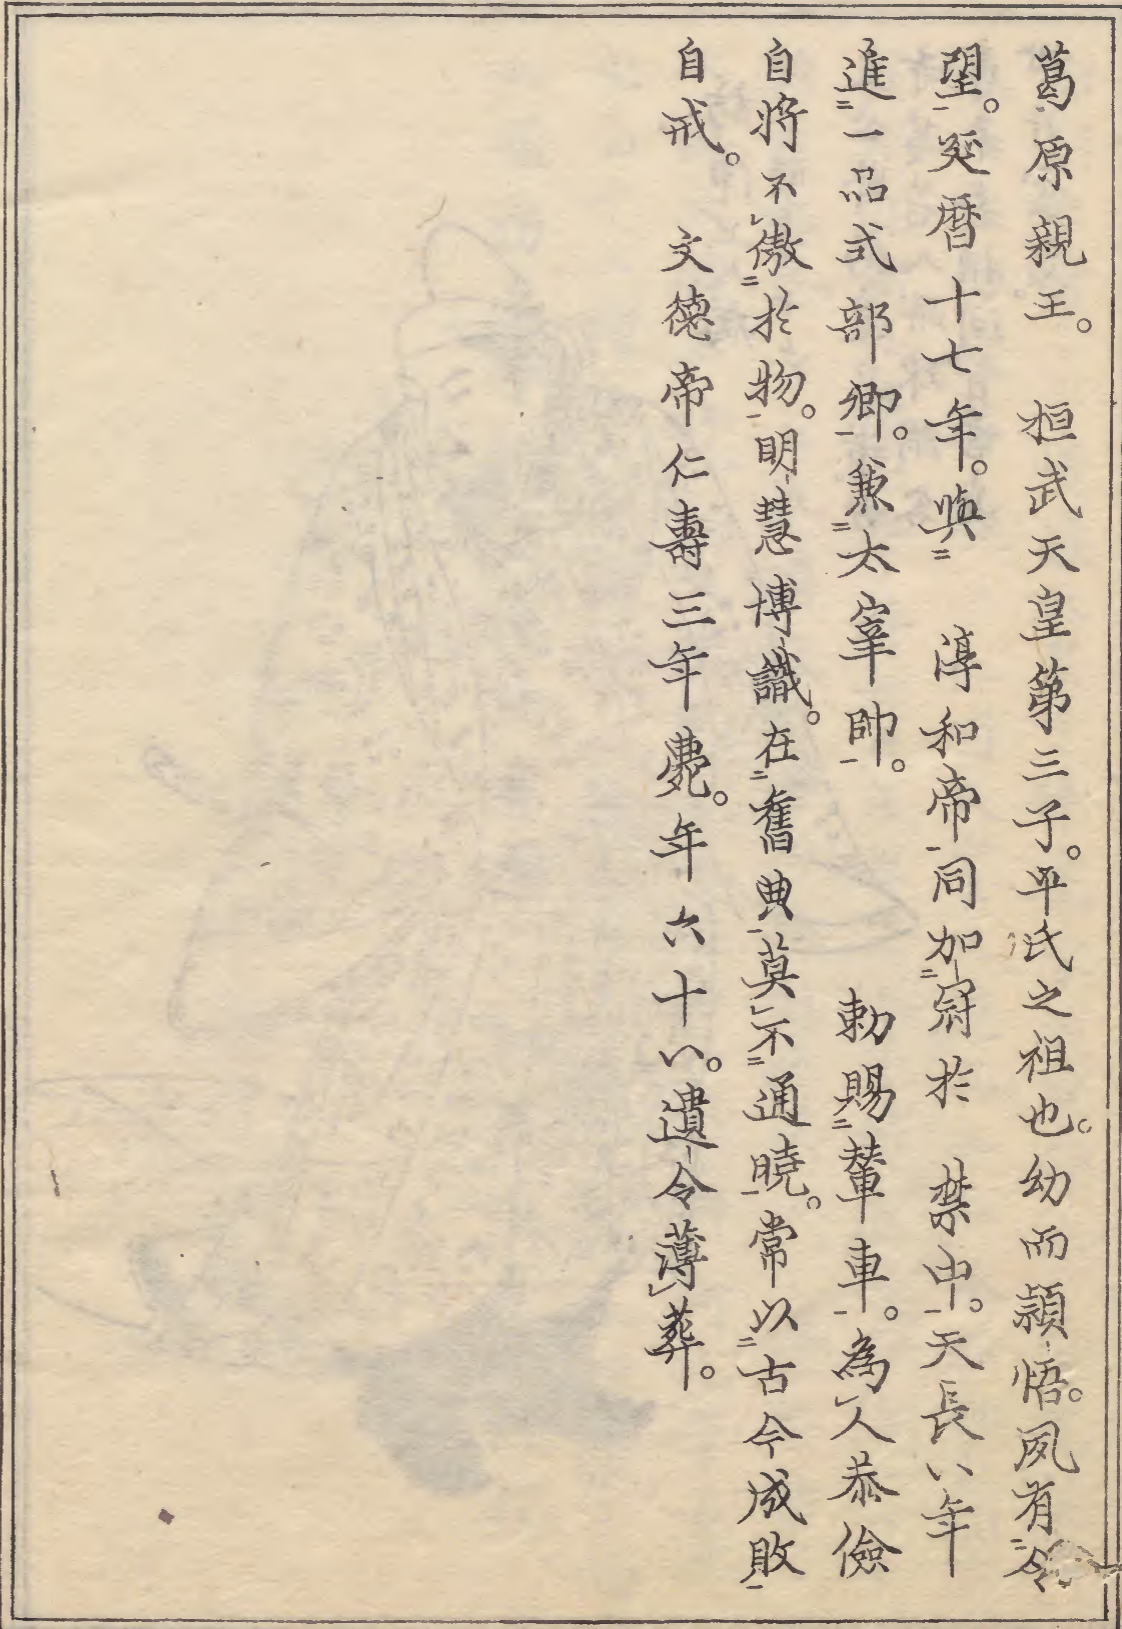 葛原親王。　桓武天皇第三子。平氏之祖也。幼而頴悟。夙有令
望。延暦十七年。與　淳和帝同加冠於　禁中。天長八年
進一品式部卿。兼太宰帥。　勅賜輦車。為人恭儉
自将不傲於物。明慧博識。在舊典莫不通暁。常以古今成敗
自戒。　文徳帝仁壽三年薨。年六十八。遺令薄葬。